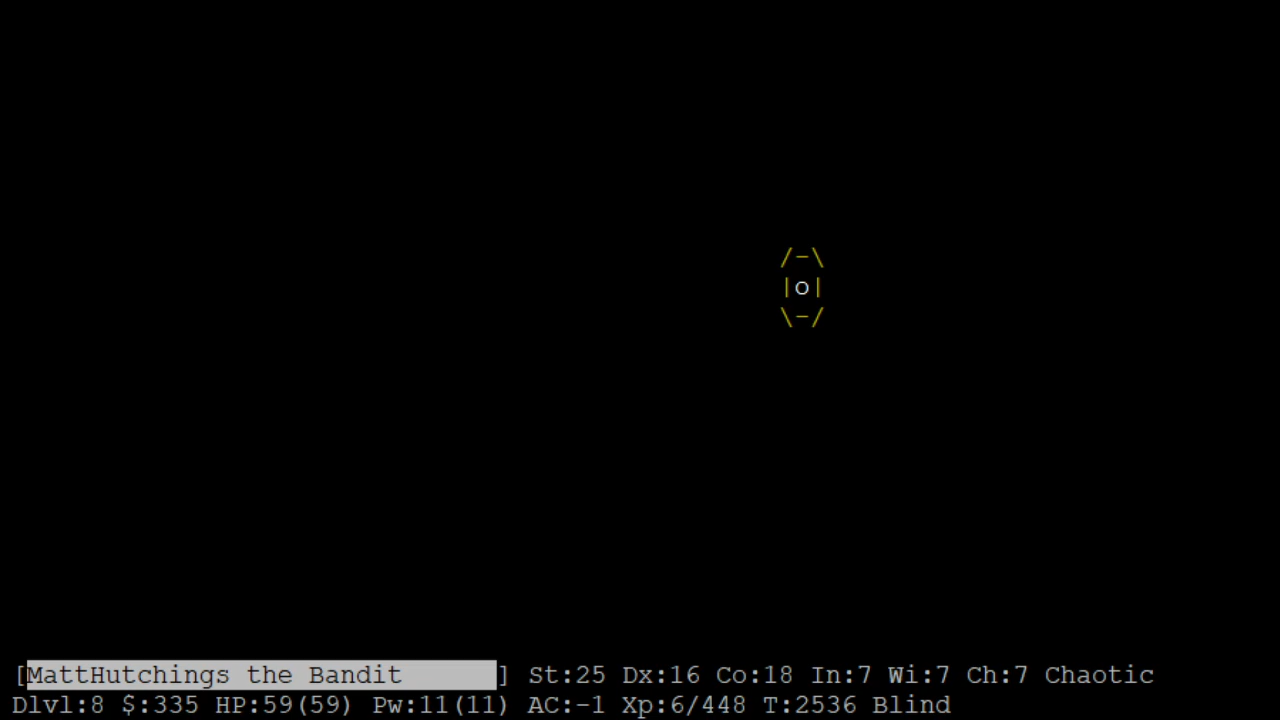 /-\
|o|
\-/
[MattHutchings the Bandit      ] St:25 Dx:16 Co:18 In:7 Wi:7 Ch:7 Chaotic
Dlvl:8 $:335 HP:59(59) Pw:11(11) AC:-1 Xp:6/448 T:2536 Blind